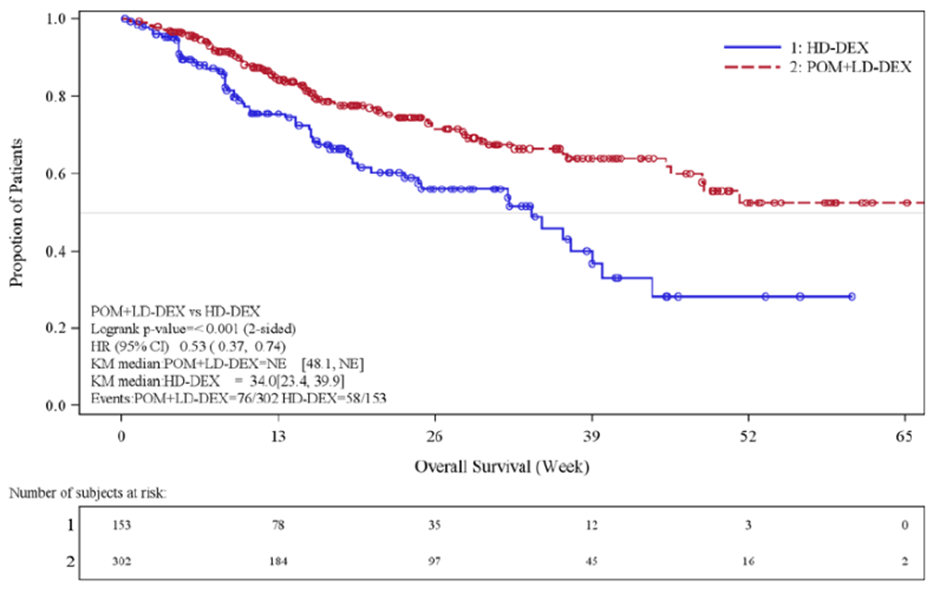 1.0
0.8
0.6
0.4
0.2
0.0
Propotion of Patients
1: HD-DEX
2: POM+LD-DEX
POM+LD-DEX vs HD-DEX
Logrank p-value=<0.001 (2-sided)
HR (95% CI) 0.53 ( 0.37, 0.74)
KM median:POM+LD-DEX=NE [48.1, NE]
KM median:HD-DEX = 34.0[23.4, 39.9]
Events:POM+LD-DEX=76/302 HD-DEX=58/153
0 13 26 39 52 65
Overall Survival (Week)
Number of subjects at risk:
1 153 78 35 12 3 0
2 302 184 97 45 16 2